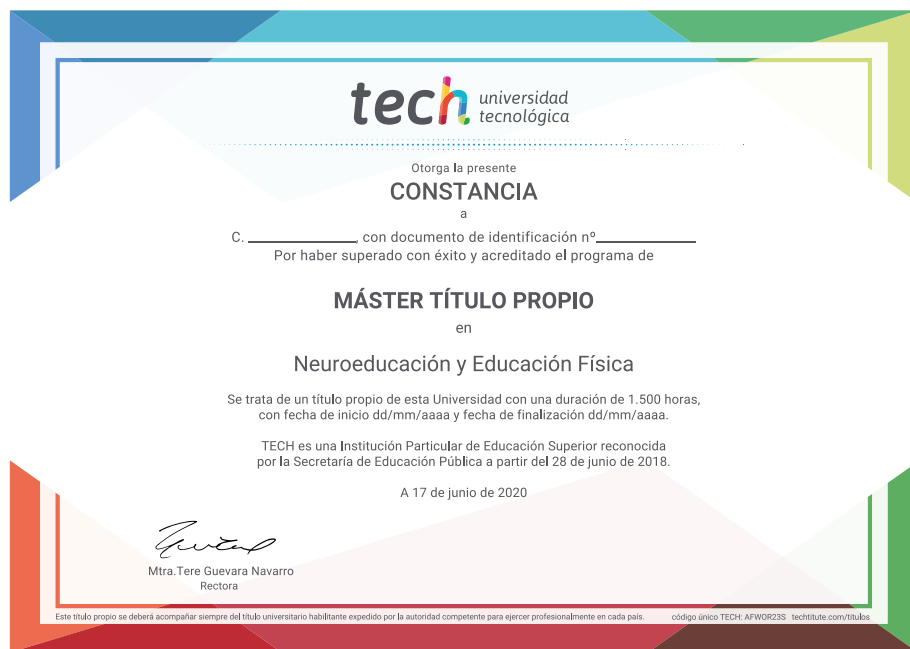 tech universidad
tecnológica
Otorga la presente
CONSTANCIA
a
C. ______________, con documento de identificación nº______________
Por haber superado con éxito y acreditado el programa de
MÁSTER TÍTULO PROPIO
en
Neuroeducación y Educación Física
Se trata de un título propio de esta Universidad con una duración de 1.500 horas,
con fecha de inicio dd/mm/aaaa y fecha de finalización dd/mm/aaaa.
TECH es una Institución Particular de Educación Superior reconocida
por la Secretaría de Educación Pública a partir del 28 de junio de 2018.
A 17 de junio de 2020
Mtra.Tere Guevara Navarro
Rectora
Este título propio se deberá acompañar siempre del título universitario habilitante expedido por la autoridad competente para ejercer profesionalmente en cada país. código único TECH: AFWOR23S techtitute.com/titulos